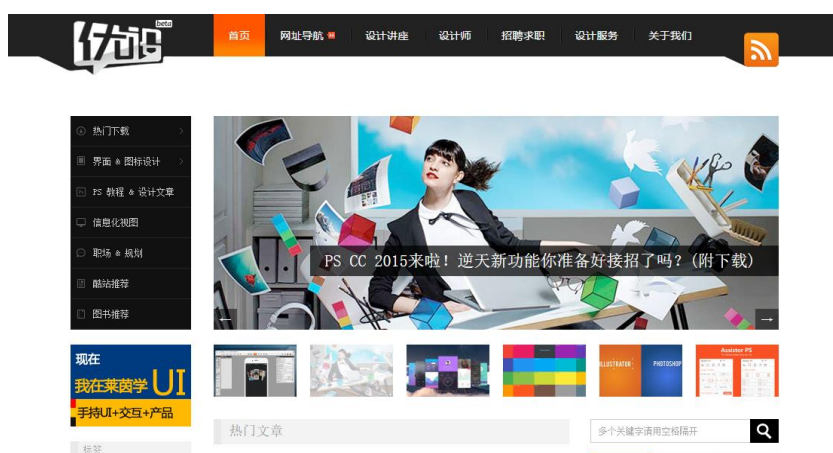 优设
beta
首页
网址导航
设计讲座
设计师
招聘求职
设计服务
关于我们
热门下载
界面 & 图标设计
PS 教程 & 设计文章
信息化视图
职场 & 规划
酷站推荐
图书推荐
PS CC 2015来啦！逆天新功能你准备好接招了吗？(附下载)
现在
我在莱茵学UI
手持UI+交互+产品
ILLUSTRATOR
PHOTOSHOP
Assistor PS
标签
热门文章
多个关键字请用空格隔开